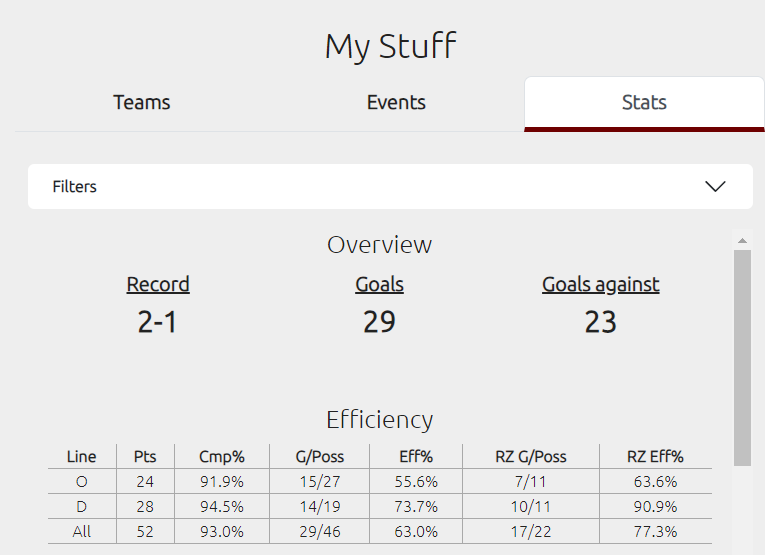 My Stuff
Teams Events Stats
Filters
Overview
Record Goals Goals against
2-1 29 23
Efficiency
Line Pts Cmp% G/Poss Eff% RZ G/Poss RZ Eff%
O 24 91.9% 15/27 55.6% 7/11 63.6%
D 28 94.5% 14/19 73.7% 10/11 90.9%
All 52 93.0% 29/46 63.0% 17/22 77.3%